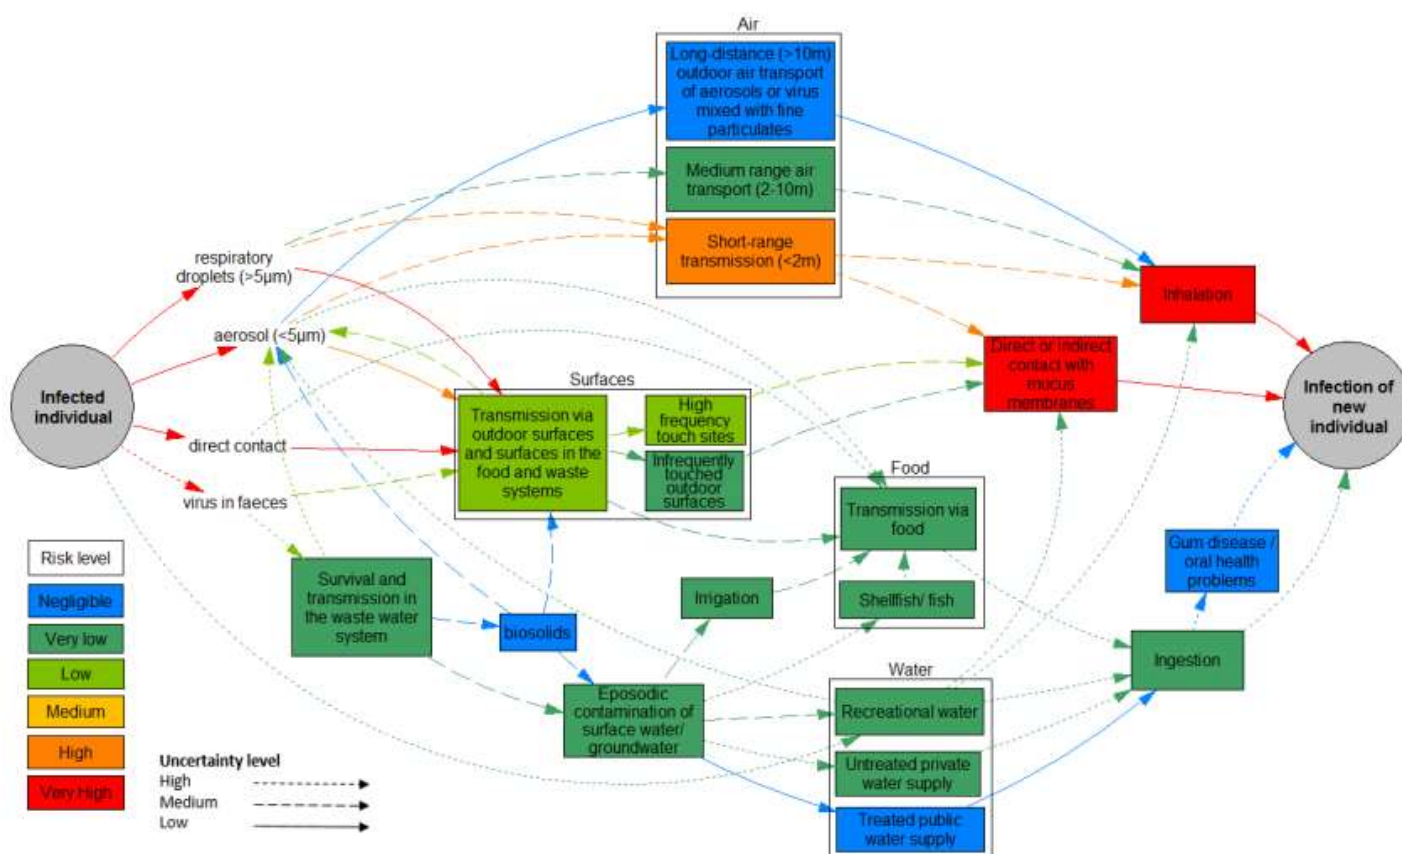 Air
Long-distance (>10m)
outdoor air transport
of aerosols or virus
mixed with fine
particulates
Medium range air
transport (2-10m)
Short-range
transmission (<2m)
respiratory
droplets (>5µm)
aerosol (<5µm)
Infected
individual
direct contact
virus in faeces
Surfaces
Transmission via
outdoor surfaces
and surfaces in the
food and waste
systems
High
frequency
touch sites
Infrequently
touched
outdoor
surfaces
Inhalation
Direct or indirect
contact with
mucus
membranes
Infection of
new
individual
Food
Transmission via
food
Shellfish/ fish
Gum disease /
oral health
problems
Survival and
transmission in
the waste water
system
biosolids
Irrigation
Ingestion
Eposodic
contamination of
surface water/
groundwater
Water
Recreational water
Untreated private
water supply
Treated public
water supply
Risk level
Negligible
Very low
Low
Medium
High
Very High
Uncertainty level
High
Medium
Low